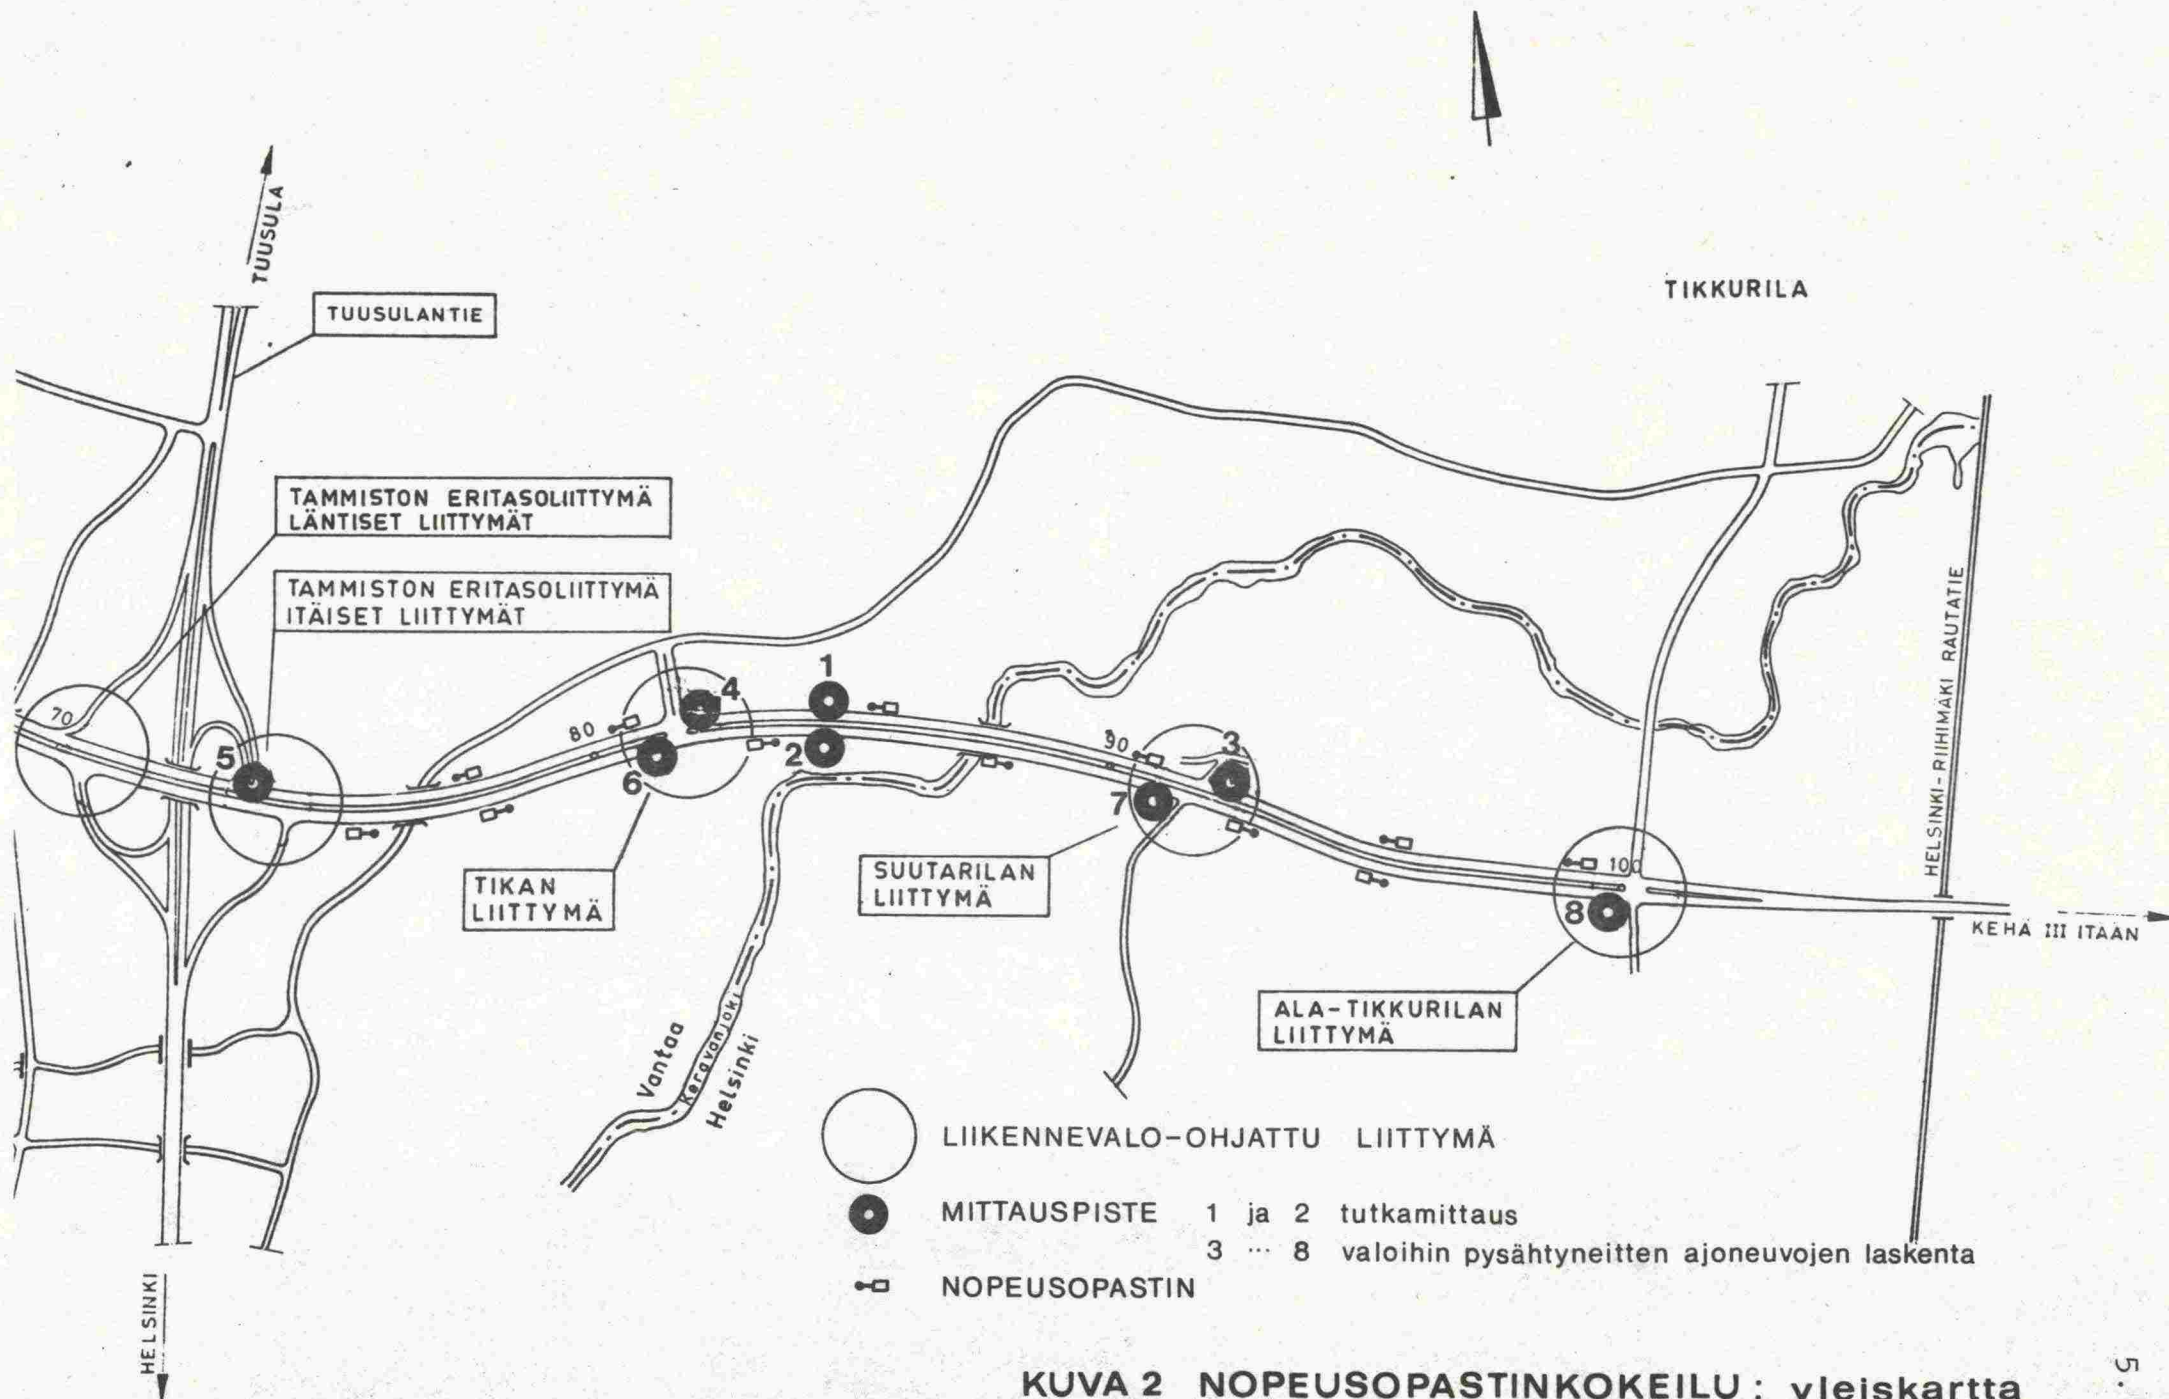 TUUSULA
TUUSULANTIE
TIKKURILA
TAMMISTON ERITASOLIITTYMÄ
LÄNTISET LIITTYMÄT
TAMMISTON ERITASOLIITTYMÄ
ITÄISET LIITTYMÄT
HELSINKI-RIIHIMÄKI RAUTATIE
70
5
80
6
4
1
2
90
3
7
100
8
TIKAN
LIITTYMÄ
SUUTARILAN
LIITTYMÄ
KEHÄ III ITÄÄN
ALA-TIKKURILAN
LIITTYMÄ
Vantaa
Keravanjoki
Helsinki
LIIKENNEVALO-OHJATTU LIITTYMÄ
MITTAUSPISTE 1 ja 2 tutkamittaus
3 ... 8 valoihin pysähtyneitten ajoneuvojen laskenta
NOPEUSOPASTIN
HELSINKI
KUVA 2 NOPEUSOPASTINKOKEILU: yleiskartta
5.